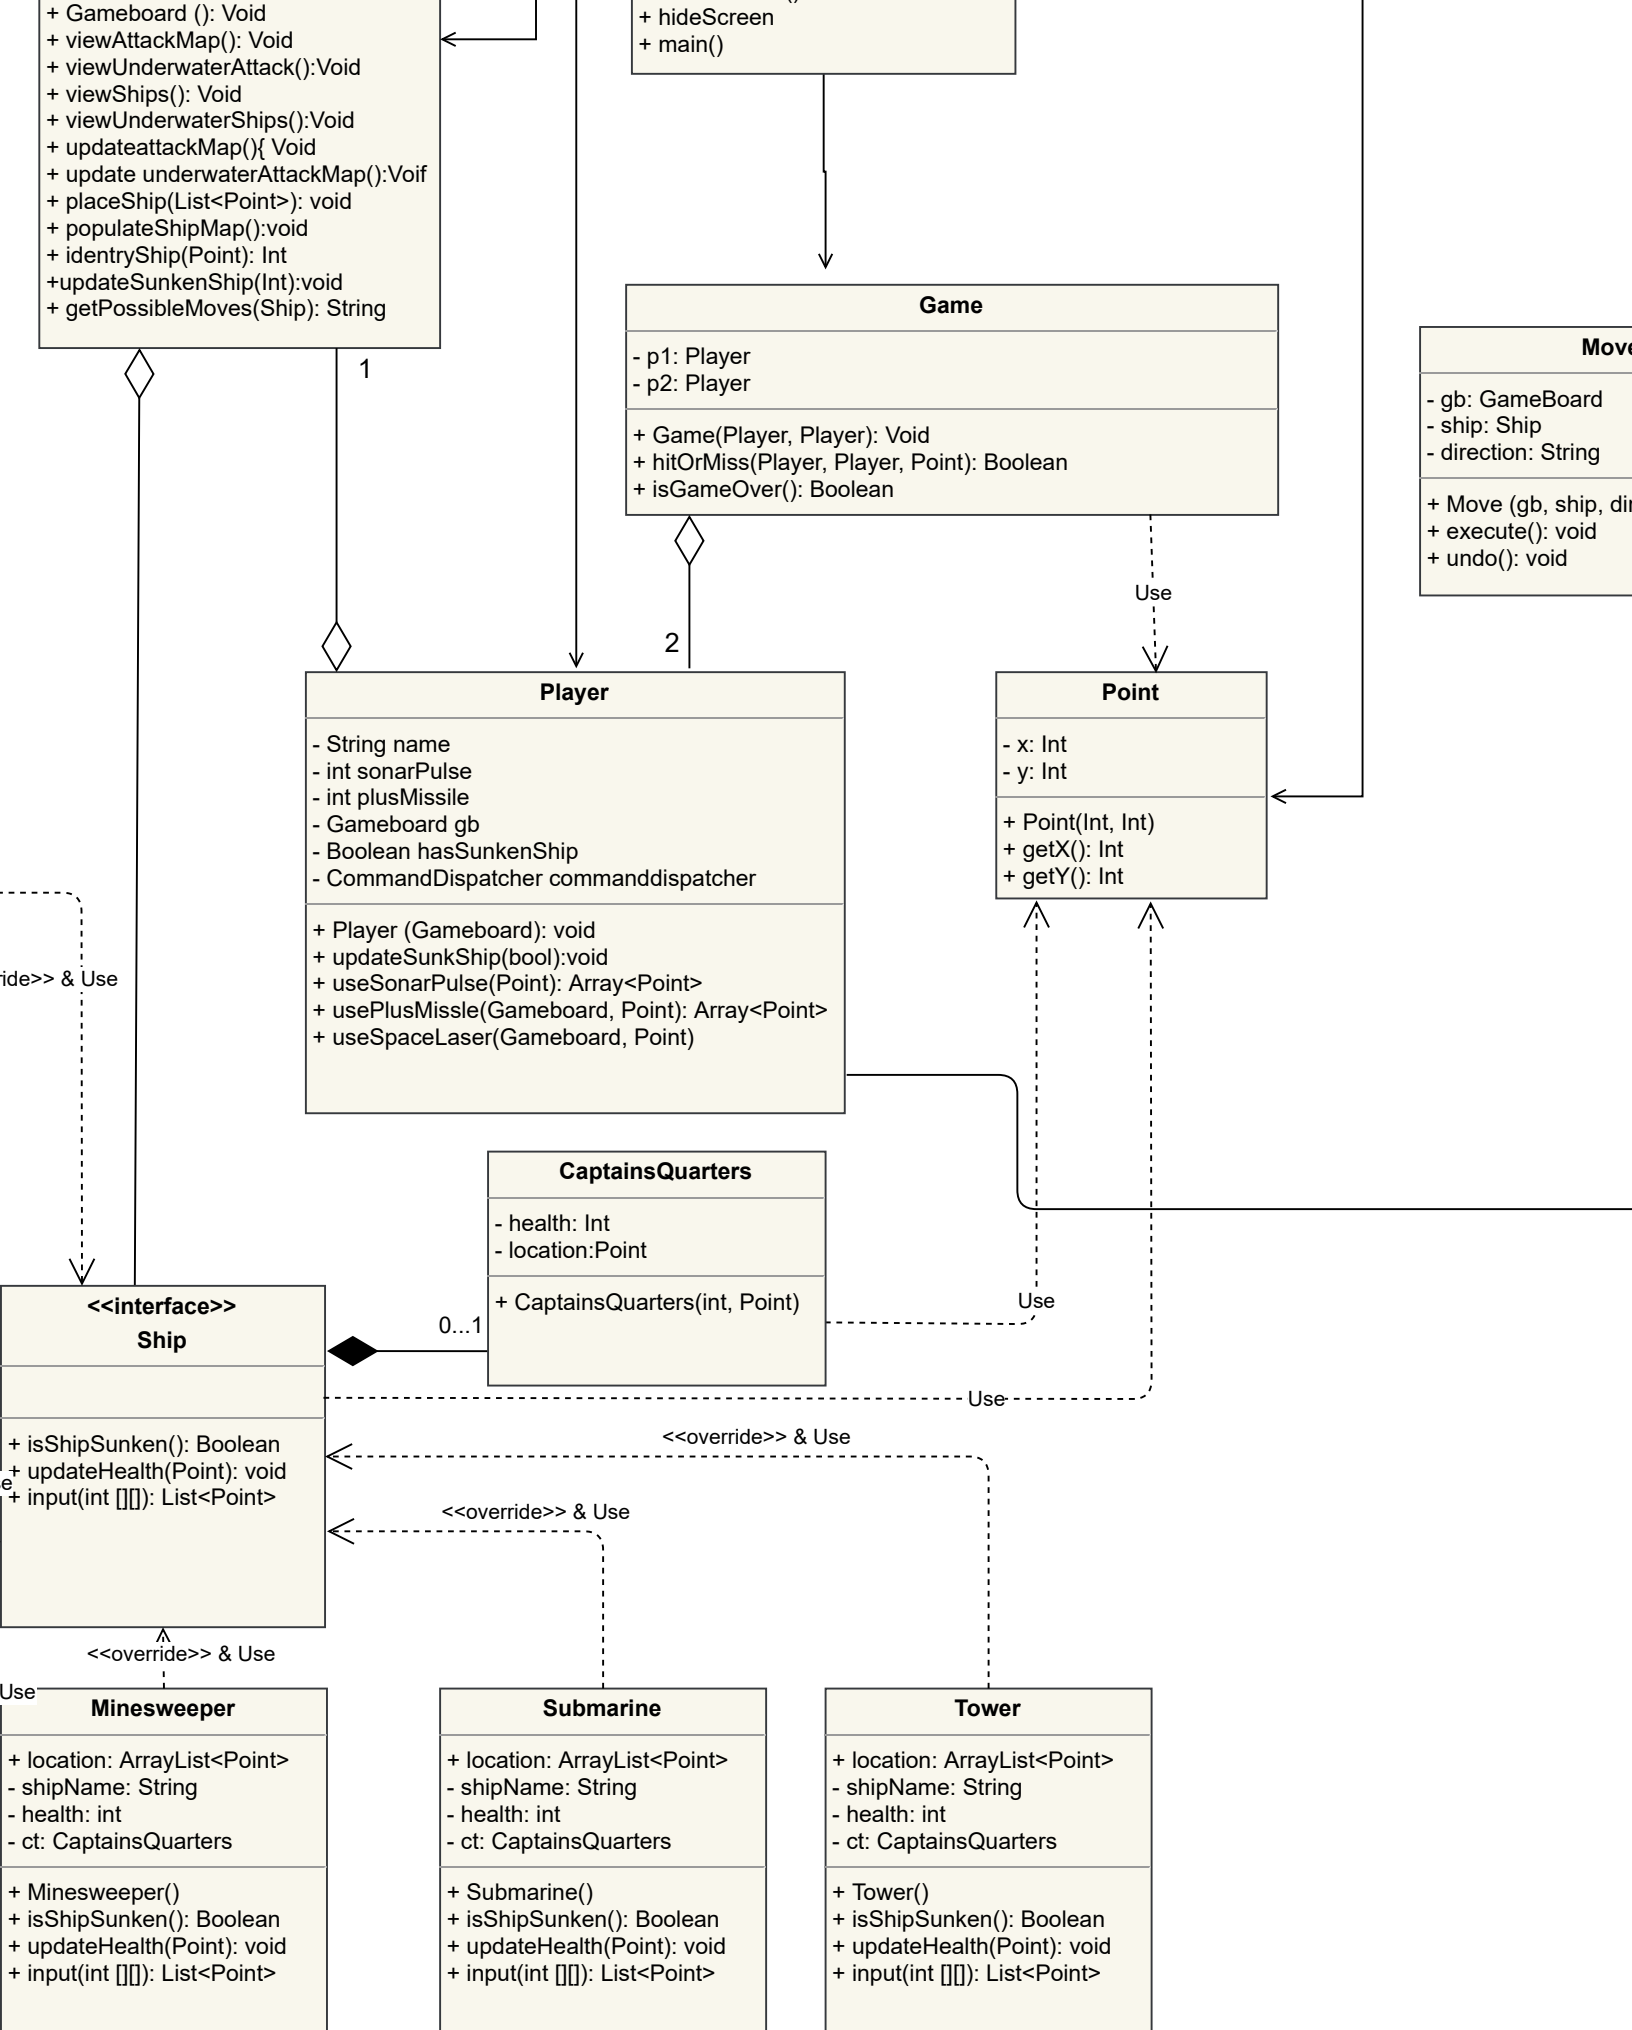 + Gameboard (): Void
+ viewAttackMap(): Void
+ viewUnderwaterAttack():Void
+ viewShips(): Void
+ viewUnderwaterShips():Void
+ updateattackMap(){ Void
+ update underwaterAttackMap():Voif
+ placeShip(List<Point>): void
+ populateShipMap():void
+ identryShip(Point): Int
+updateSunkenShip(Int):void
+ getPossibleMoves(Ship): String
1
+ hideScreen
+ main()
Game
- p1: Player
- p2: Player
+ Game(Player, Player): Void
+ hitOrMiss(Player, Player, Point): Boolean
+ isGameOver(): Boolean
2
Use
Move
- gb: GameBoard
- ship: Ship
- direction: String
+ Move (gb, ship, dir
+ execute(): void
+ undo(): void
Player
- String name
- int sonarPulse
- int plusMissile
- Gameboard gb
- Boolean hasSunkenShip
- CommandDispatcher commanddispatcher
+ Player (Gameboard): void
+ updateSunkShip(bool):void
+ useSonarPulse(Point): Array<Point>
+ usePlusMissle(Gameboard, Point): Array<Point>
+ useSpaceLaser(Gameboard, Point)
Point
- x: Int
- y: Int
+ Point(Int, Int)
+ getX(): Int
+ getY(): Int
ride>> & Use
CaptainsQuarters
- health: Int
- location:Point
+ CaptainsQuarters(int, Point)
Use
<<interface>>
Ship
0...1
Use
+ isShipSunken(): Boolean
+ updateHealth(Point): void
+ input(int [][]): List<Point>
<<override>> & Use
<<override>> & Use
<<override>> & Use
Use
Minesweeper
+ location: ArrayList<Point>
- shipName: String
- health: int
- ct: CaptainsQuarters
+ Minesweeper()
+ isShipSunken(): Boolean
+ updateHealth(Point): void
+ input(int [][]): List<Point>
Submarine
+ location: ArrayList<Point>
- shipName: String
- health: int
- ct: CaptainsQuarters
+ Submarine()
+ isShipSunken(): Boolean
+ updateHealth(Point): void
+ input(int [][]): List<Point>
Tower
+ location: ArrayList<Point>
- shipName: String
- health: int
- ct: CaptainsQuarters
+ Tower()
+ isShipSunken(): Boolean
+ updateHealth(Point): void
+ input(int [][]): List<Point>